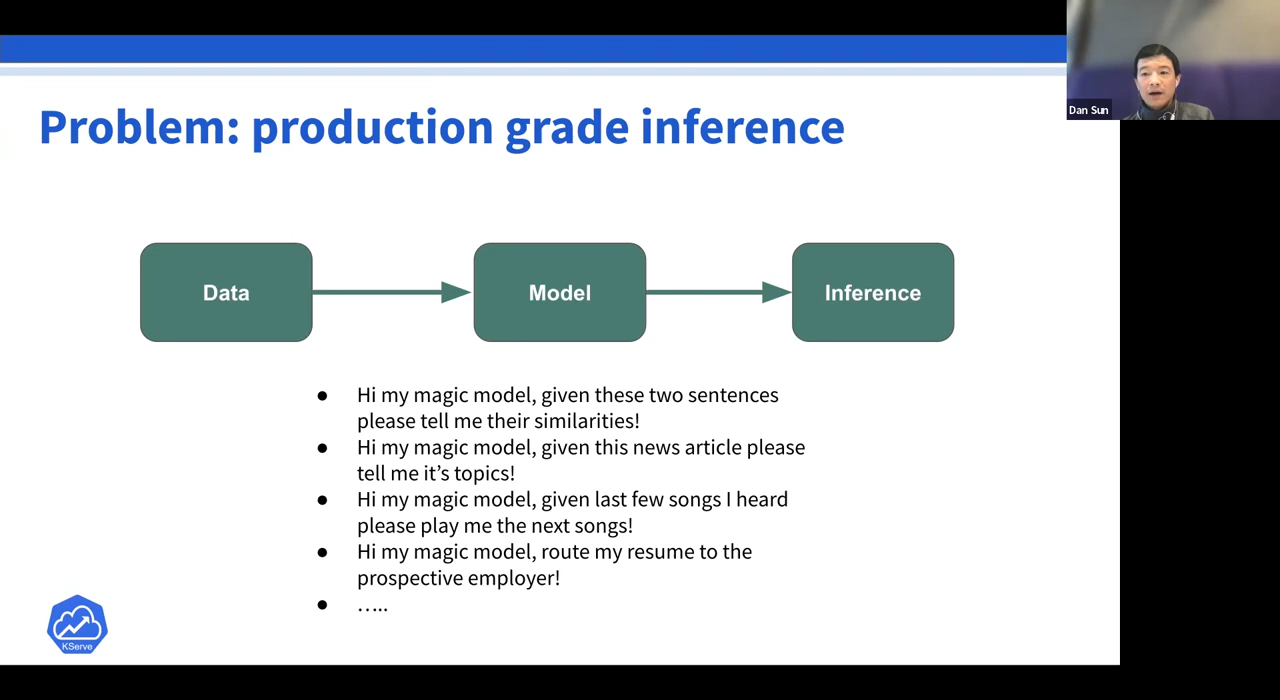 Dan Sun
Problem: production grade inference
Data
Model
Inference
● Hi my magic model, given these two sentences
please tell me their similarities!
● Hi my magic model, given this news article please
tell me it’s topics!
● Hi my magic model, given last few songs I heard
please play me the next songs!
● Hi my magic model, route my resume to the
prospective employer!
● …..
KServe